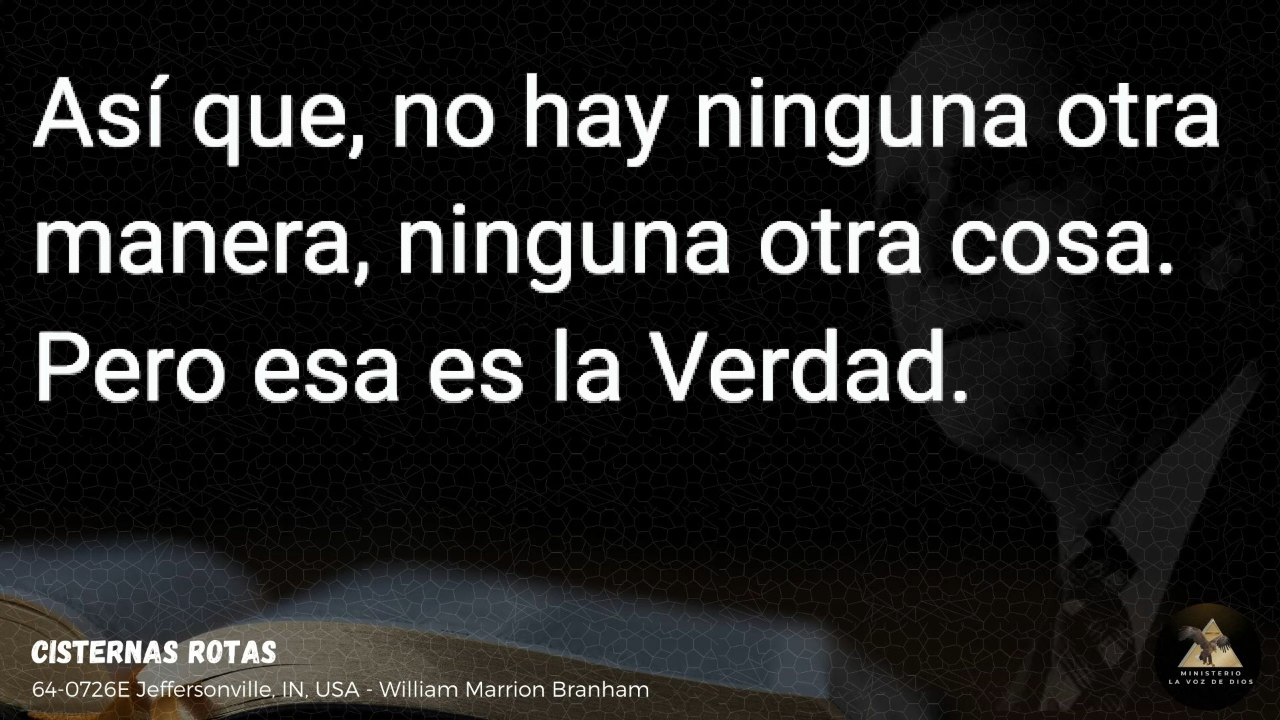 Así que, no hay ninguna otra
manera, ninguna otra cosa.
Pero esa es la Verdad.
CISTERNAS ROTAS
64-0726E Jeffersonville, IN, USA - William Marrion Branham
MINISTERIO
LA VOZ DE DIOS